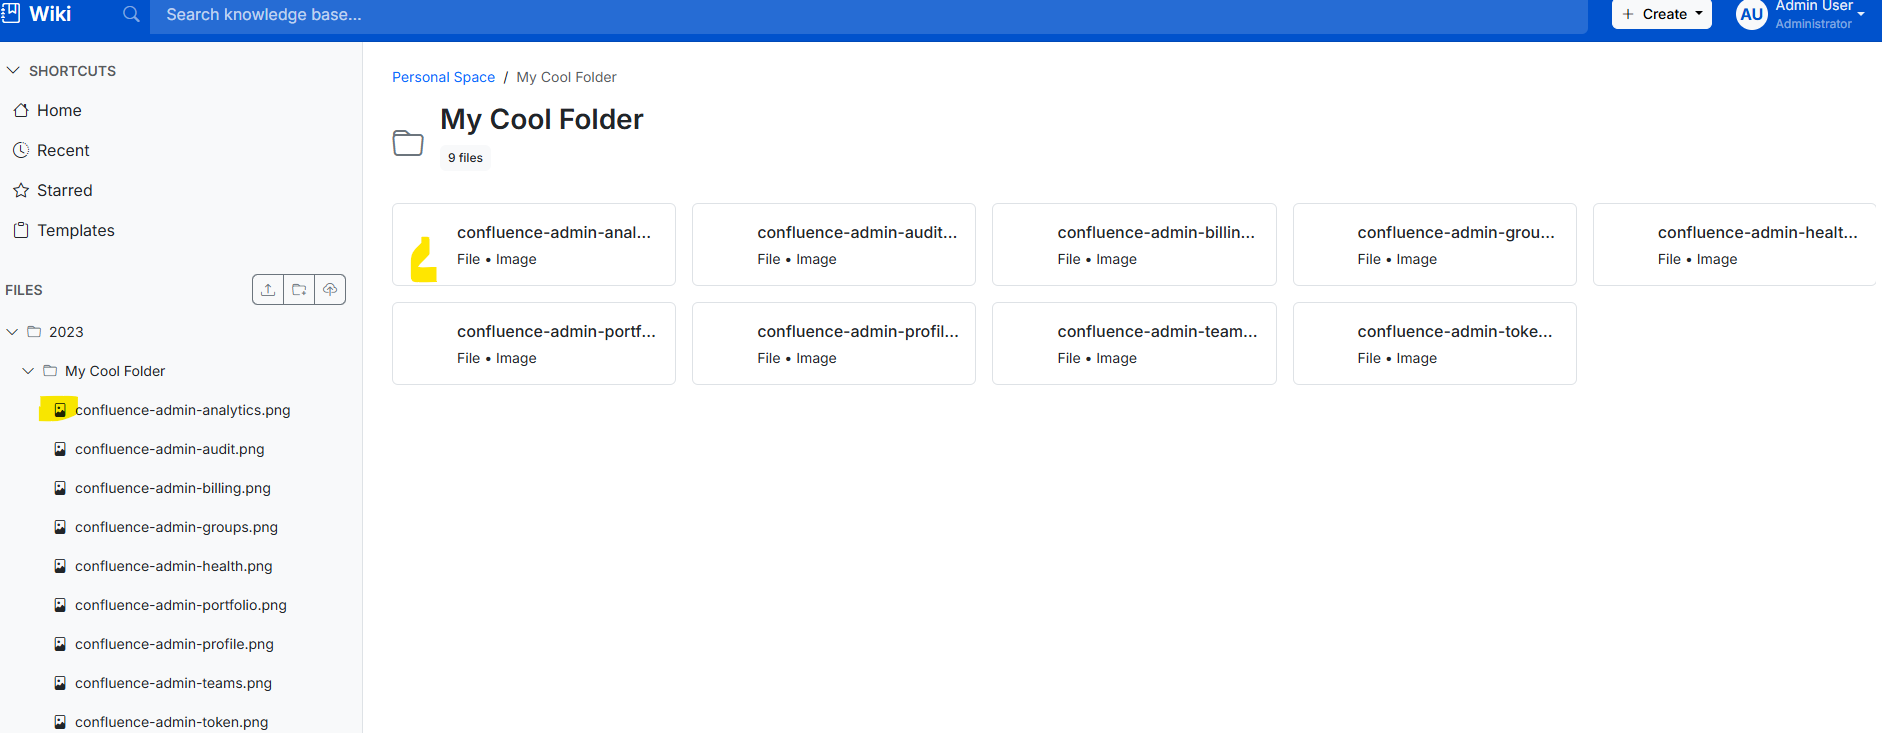 Wiki
Search knowledge base...
Create
AU
Admin User
Administrator
SHORTCUTS
Home
Recent
Starred
Templates
FILES
2023
My Cool Folder
confluence-admin-analytics.png
confluence-admin-audit.png
confluence-admin-billing.png
confluence-admin-groups.png
confluence-admin-health.png
confluence-admin-portfolio.png
confluence-admin-profile.png
confluence-admin-teams.png
confluence-admin-token.png
Personal Space / My Cool Folder
My Cool Folder
9 files
confluence-admin-anal...
File • Image
confluence-admin-audit...
File • Image
confluence-admin-billin...
File • Image
confluence-admin-grou...
File • Image
confluence-admin-healt...
File • Image
confluence-admin-portf...
File • Image
confluence-admin-profil...
File • Image
confluence-admin-team...
File • Image
confluence-admin-toke...
File • Image